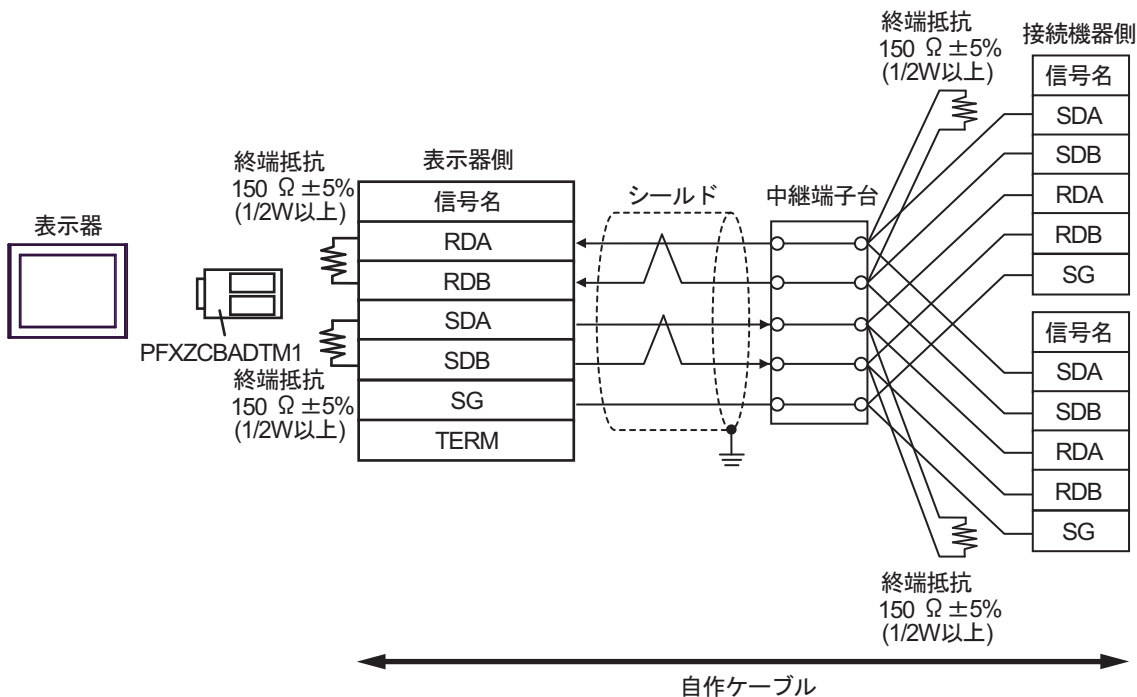 終端抵抗
150 Ω ±5%
(1/2W以上)
接続機器側
信号名
SDA
SDB
RDA
RDB
SG
終端抵抗
150 Ω ±5%
(1/2W以上)
表示器側
信号名
RDA
RDB
SDA
SDB
SG
TERM
シールド
中継端子台
表示器
PFXZCBADTM1
終端抵抗
150 Ω ±5%
(1/2W以上)
信号名
SDA
SDB
RDA
RDB
SG
終端抵抗
150 Ω ±5%
(1/2W以上)
自作ケーブル